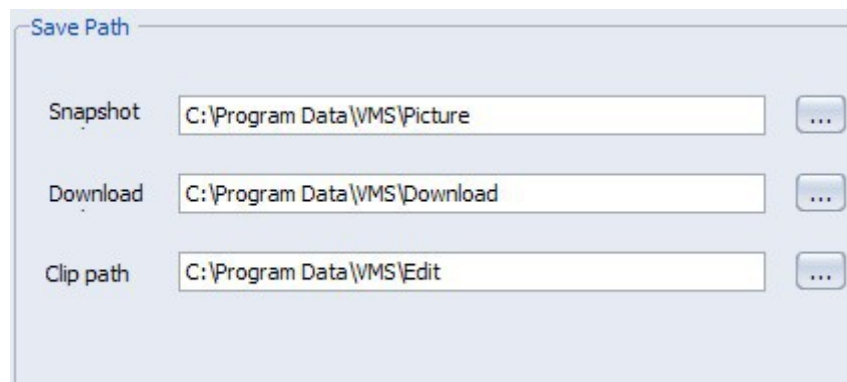 Save Path
Snapshot C:\Program Data\VMS\Picture ...
Download C:\Program Data\VMS\Download ...
Clip path C:\Program Data\VMS\Edit ...